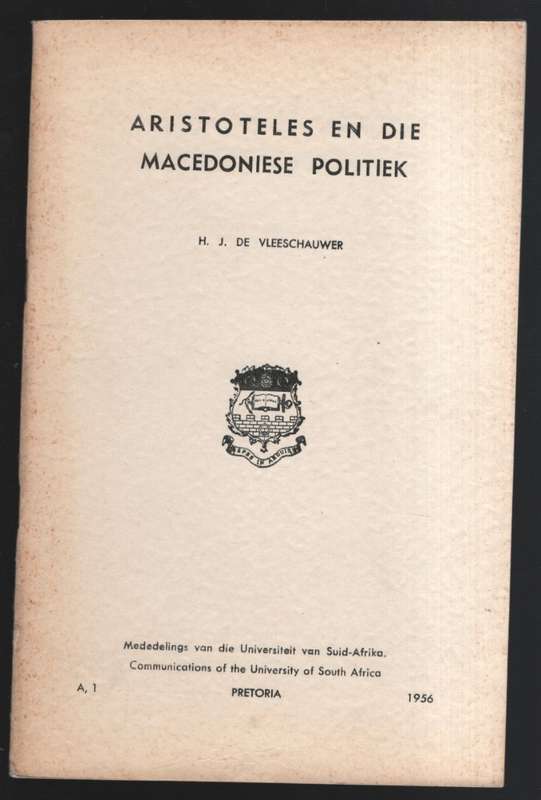 ARISTOTELES EN DIE
MACEDONIESE POLITIEK
H. J. DE VLEESCHAUWER
SPES IN ARDUIS
Mededelings van die Universiteit van Suid-Afrika.
Communications of the University of South Africa
A, 1 PRETORIA 1956